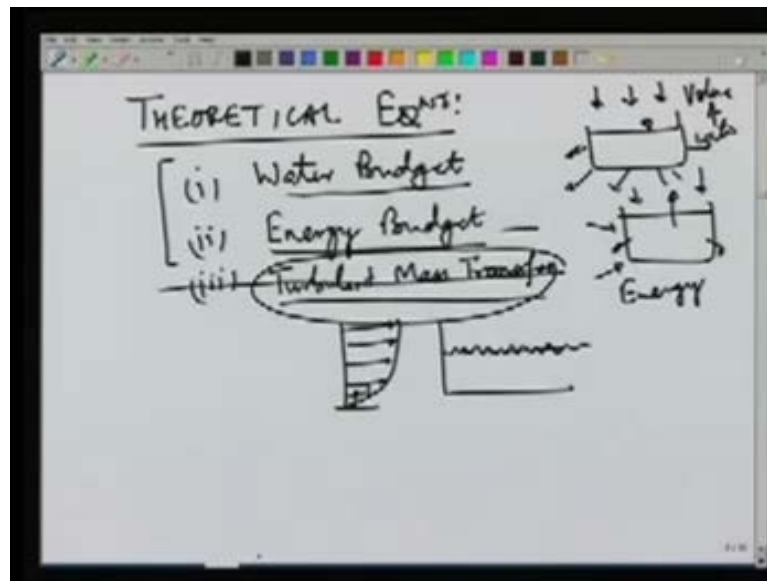 THEORETICAL EQNS:
(i) Water Budget
(ii) Energy Budget
(iii) Turbulent Mass Transfer
Volume
Energy